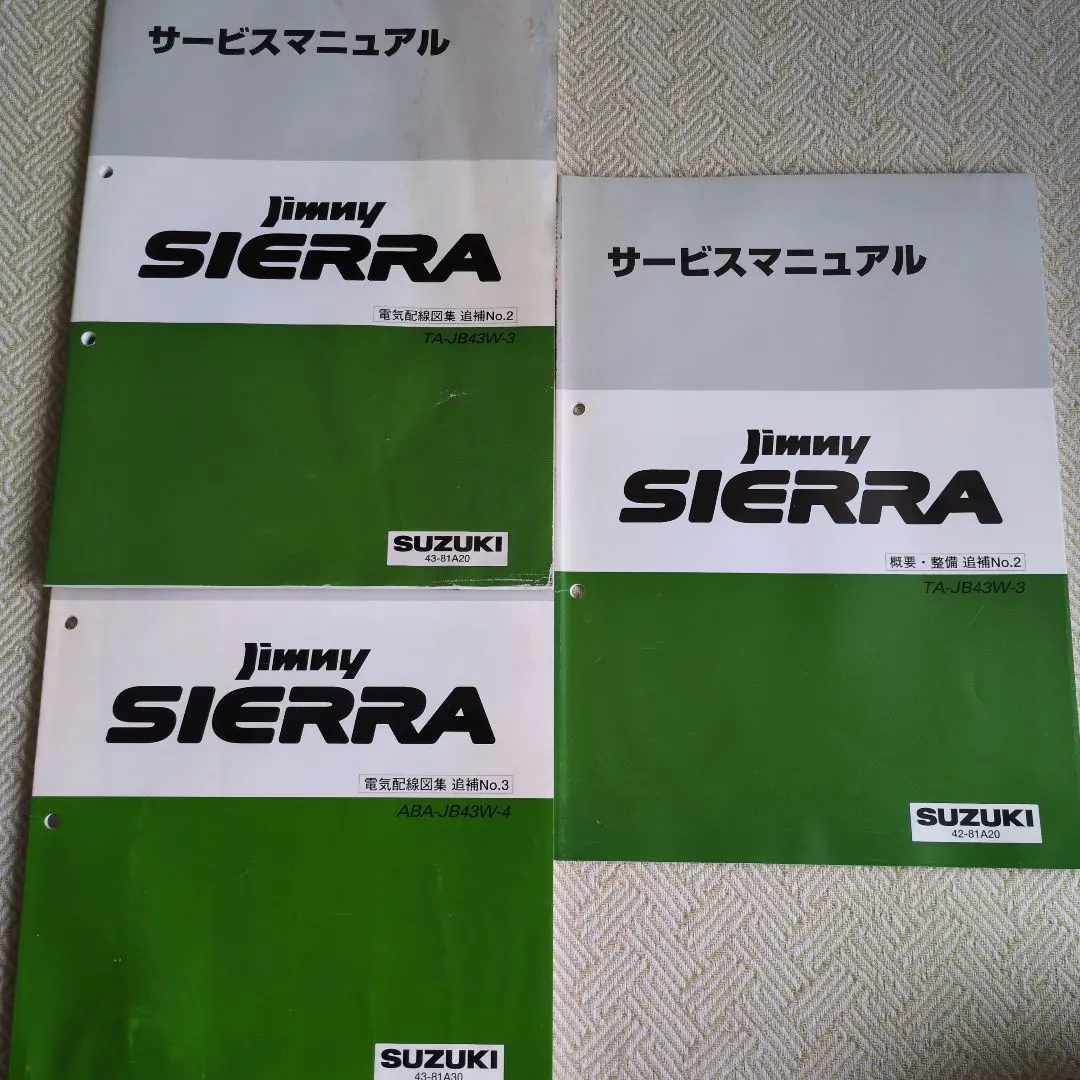 サービスマニュアル
Jimny
SIERRA
電気配線図集 追補No.2
TA-JB43W-3
SUZUKI
43-81A20
サービスマニュアル
Jimny
SIERRA
概要・整備 追補No.2
TA-JB43W-3
SUZUKI
42-81A20
Jimny
SIERRA
電気配線図集 追補No.3
ABA-JB43W-4
SUZUKI
43-81A30